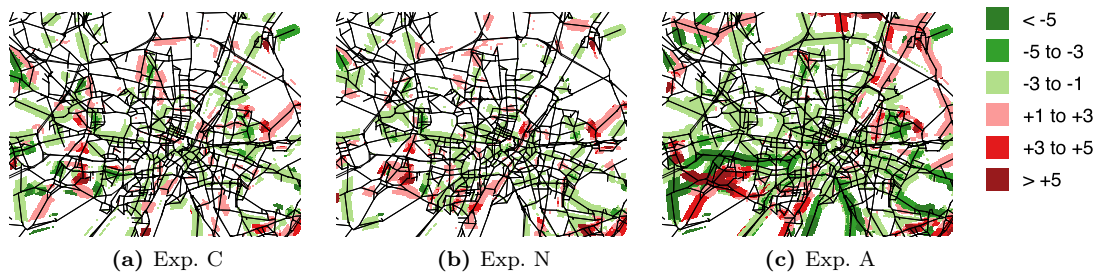 < -5
-5 to -3
-3 to -1
+1 to +3
+3 to +5
> +5
(a) Exp. C
(b) Exp. N
(c) Exp. A